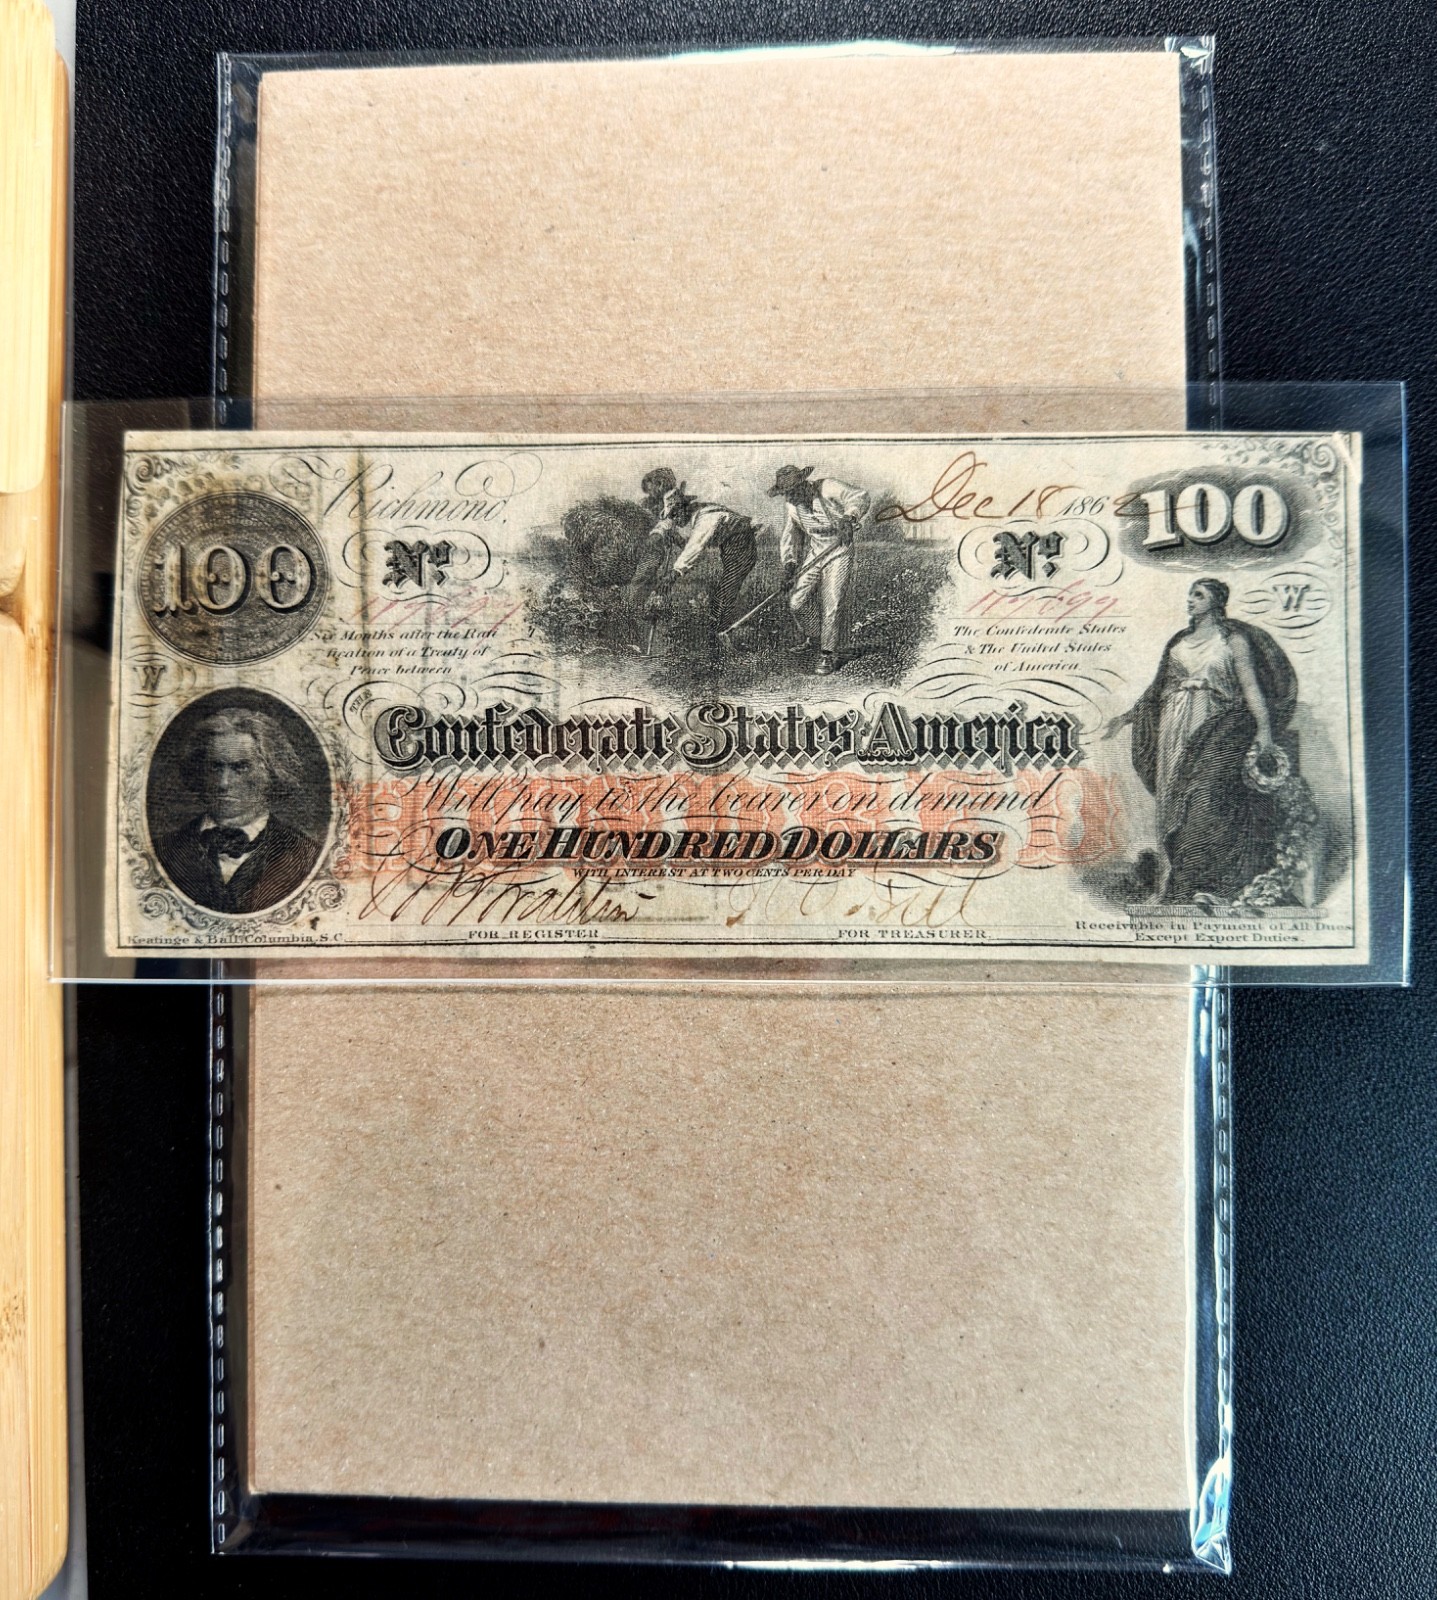 Richmond,
Dec 18 1862
100
100
No.
No.
W
Six Months after the Rati
fication of a Treaty of
Peace between
The Confederate States
& The United States
of America.
W
THE
Confederate States America
Will pay to the bearer on demand
HUNDRED
ONE HUNDRED DOLLARS
WITH INTEREST AT TWO CENTS PER DAY
FOR REGISTER
FOR TREASURER.
Keatinge & Ball, Columbia, S.C.
Receivable in Payment of All Dues
Except Export Duties.